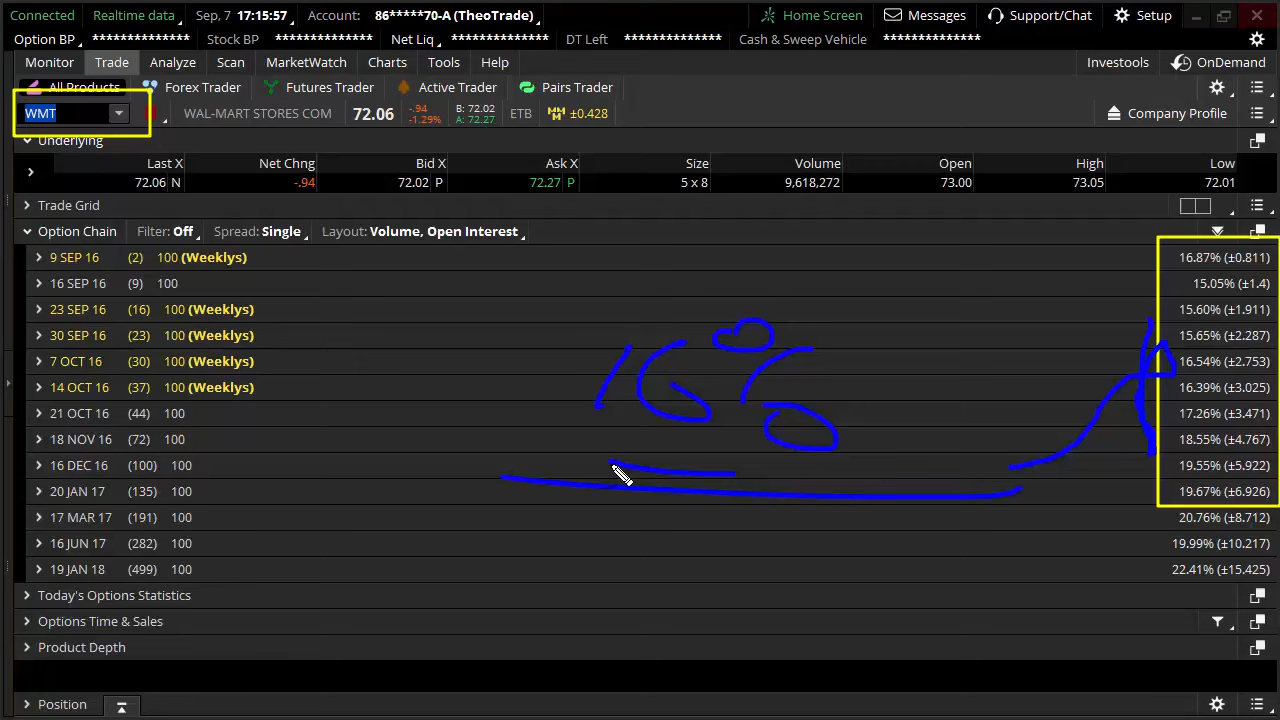 Connected Realtime data Sep, 7 17:15:57 Account: 86*****70-A (TheoTrade) Home Screen Messages Support/Chat Setup
Option BP ************** Stock BP ************** Net Liq ************** DT Left ************** Cash & Sweep Vehicle **************
Monitor Trade Analyze Scan MarketWatch Charts Tools Help Investools OnDemand
All Products Forex Trader Futures Trader Active Trader Pairs Trader
WMT WAL-MART STORES COM 72.06 -.94 -1.29% B: 72.02 A: 72.27 ETB MM ±0.428 Company Profile
Underlying
Last X Net Chng Bid X Ask X Size Volume Open High Low
72.06 N -.94 72.02 P 72.27 P 5 x 8 9,618,272 73.00 73.05 72.01
Trade Grid
Option Chain Filter: Off Spread: Single Layout: Volume, Open Interest
9 SEP 16 (2) 100 (Weeklys) 16.87% (±0.811)
16 SEP 16 (9) 100 15.05% (±1.4)
23 SEP 16 (16) 100 (Weeklys) 15.60% (±1.911)
30 SEP 16 (23) 100 (Weeklys) 15.65% (±2.287)
7 OCT 16 (30) 100 (Weeklys) 16.54% (±2.753)
14 OCT 16 (37) 100 (Weeklys) 16.39% (±3.025)
16%
21 OCT 16 (44) 100 17.26% (±3.471)
18 NOV 16 (72) 100 18.55% (±4.767)
16 DEC 16 (100) 100 19.55% (±5.922)
20 JAN 17 (135) 100 19.67% (±6.926)
17 MAR 17 (191) 100 20.76% (±8.712)
16 JUN 17 (282) 100 19.99% (±10.217)
19 JAN 18 (499) 100 22.41% (±15.425)
Today's Options Statistics
Options Time & Sales
Product Depth
Position